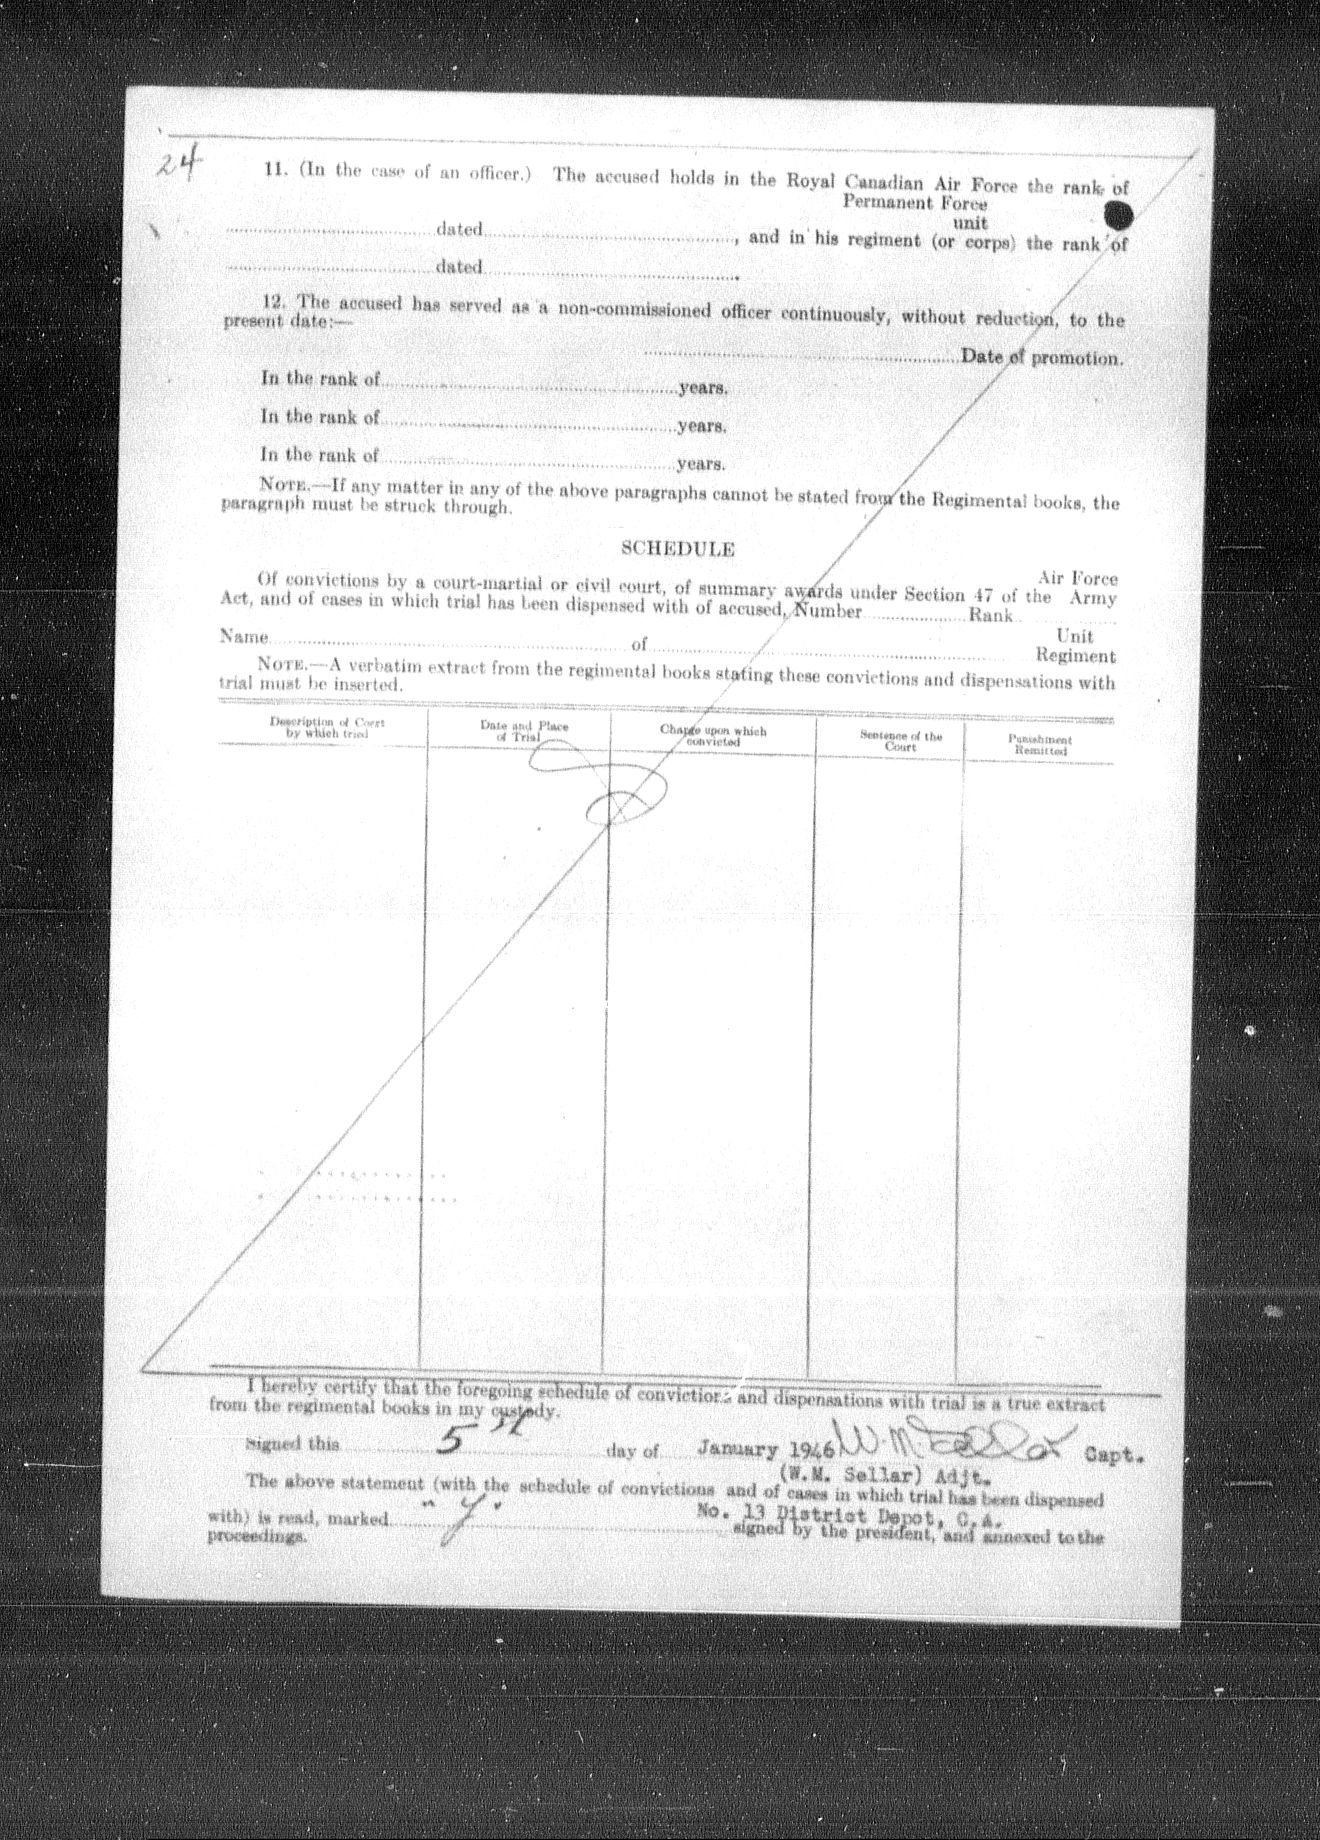 24
11. (In the case of an officer.) The accused holds in the Royal Canadian Air Force the rank of
Permanent Force
unit
..............................dated.............................., and in his regiment (or corps) the rank of
..............................dated...............................
12. The accused has served as a non-commissioned officer continuously, without reduction, to the
present date:—
..............................Date of promotion.
In the rank of..............................years.
In the rank of..............................years.
In the rank of..............................years.
NOTE.—If any matter in any of the above paragraphs cannot be stated from the Regimental books, the
paragraph must be struck through.
SCHEDULE
Air Force
Of convictions by a court-martial or civil court, of summary awards under Section 47 of the Army
Act, and of cases in which trial has been dispensed with of accused, Number....................Rank..
Name..............................of.............................. Unit
Regiment
NOTE.—A verbatim extract from the regimental books stating these convictions and dispensations with
trial must be inserted.
Description of Court by which tried
Date and Place of Trial
Charge upon which convicted
Sentence of the Court
Punishment Remitted
I hereby certify that the foregoing schedule of convictions and dispensations with trial is a true extract
from the regimental books in my custody.
Signed this 5th day of January 1946 W.M. Sellar Capt.
(W.M. Sellar) Adjt.
The above statement (with the schedule of convictions and of cases in which trial has been dispensed
No. 13 District Depot, C.A.
with) is read, marked "Y" signed by the president, and annexed to the
proceedings.